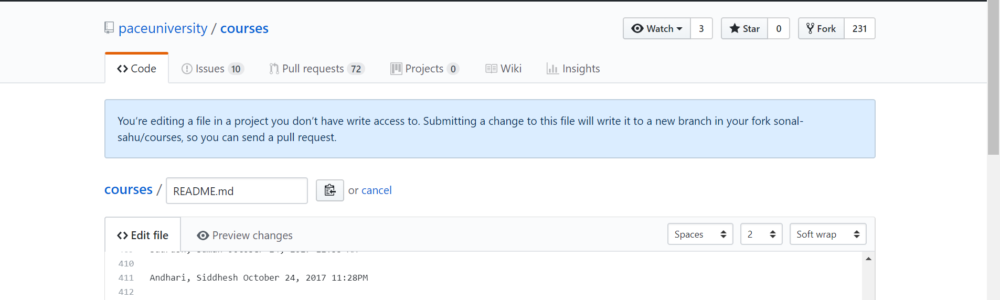 paceuniversity / courses
Watch 3 Star 0 Fork 231
Code Issues 10 Pull requests 72 Projects 0 Wiki Insights
You’re editing a file in a project you don’t have write access to. Submitting a change to this file will write it to a new branch in your fork sonal-
sahu/courses, so you can send a pull request.
courses / README.md or cancel
Edit file Preview changes Spaces 2 Soft wrap
410
411 Andhari, Siddhesh October 24, 2017 11:28PM
412